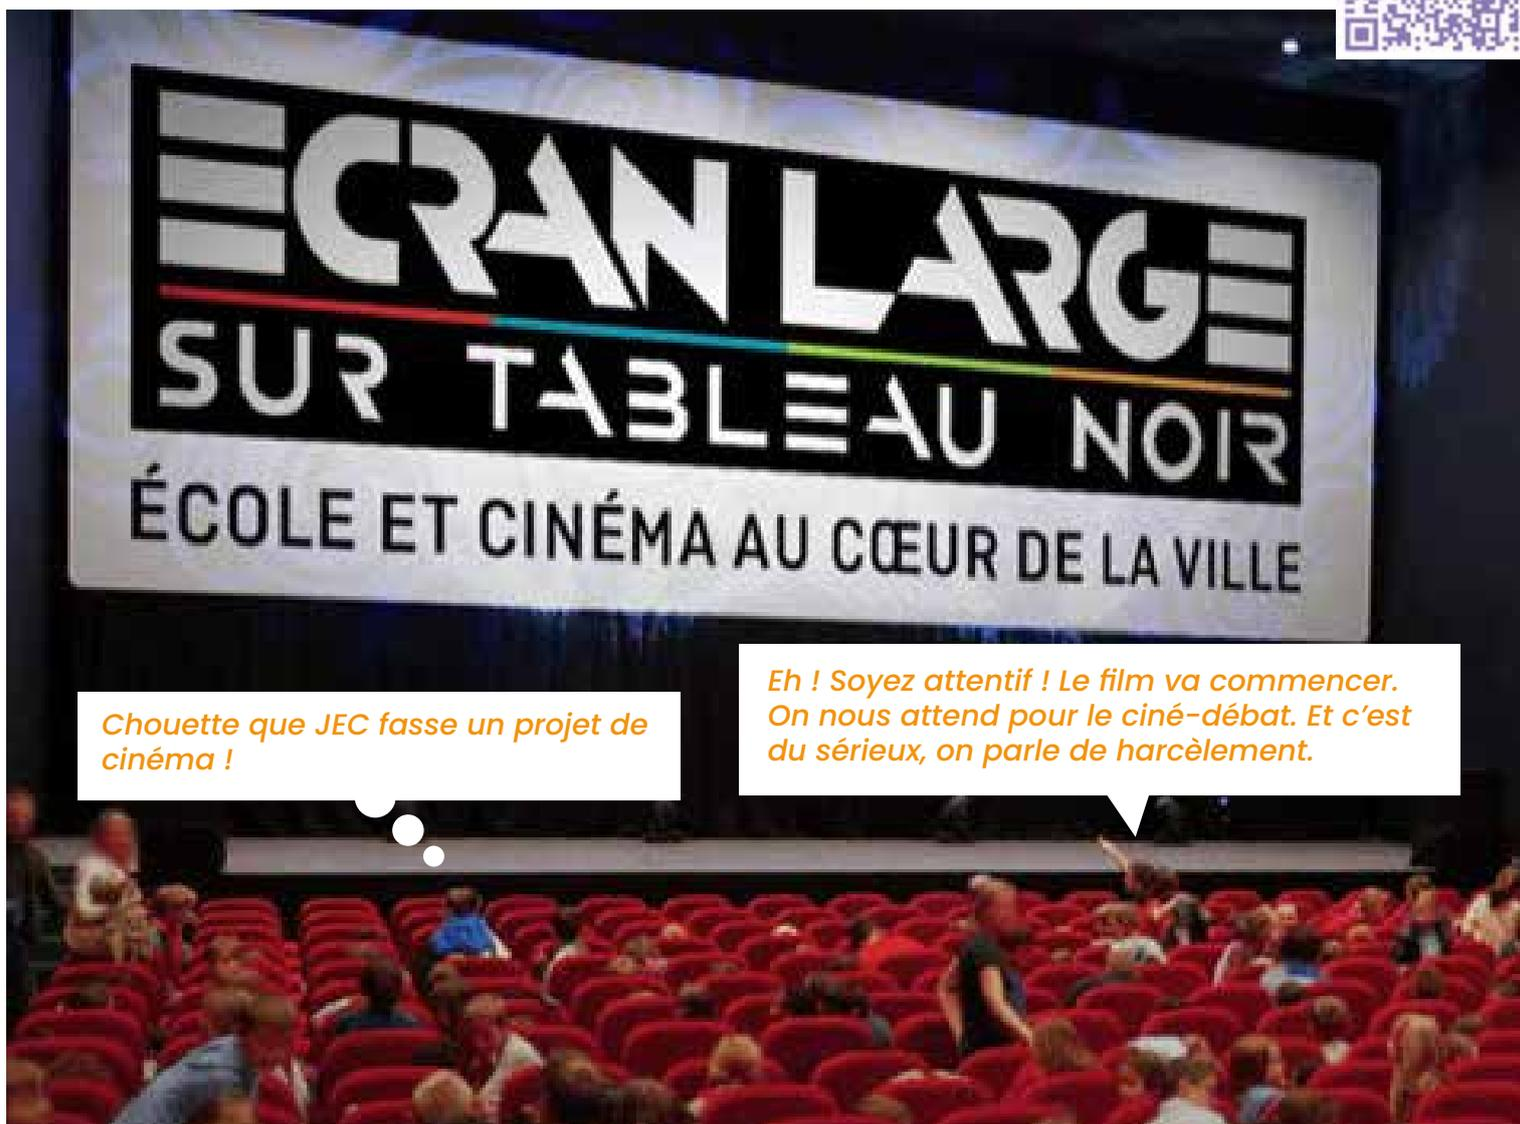 ECRAN LARGE
SUR TABLEAU NOIR
ÉCOLE ET CINÉMA AU CŒUR DE LA VILLE
Chouette que JEC fasse un projet de
cinéma !
Eh ! Soyez attentif ! Le film va commencer.
On nous attend pour le ciné-débat. Et c’est
du sérieux, on parle de harcèlement.